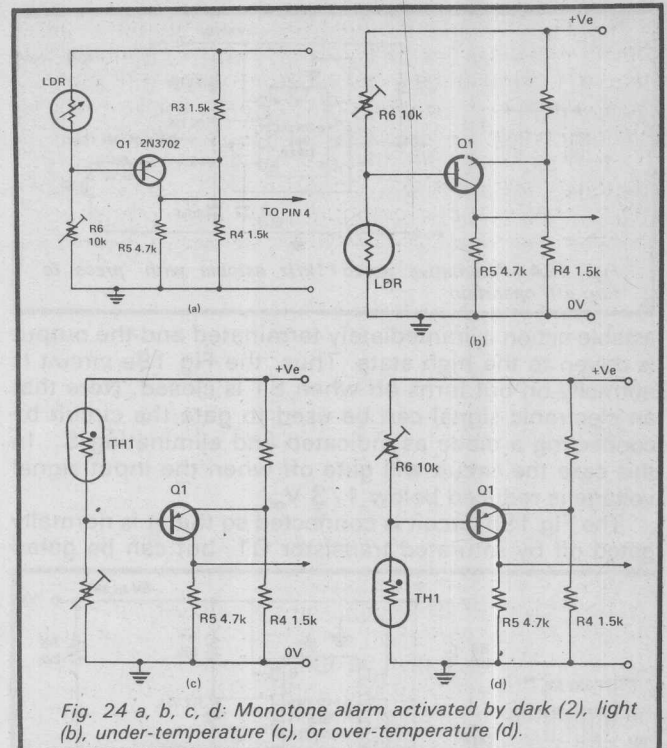 LDR
R3 1.5k
Q1 2N3702
TO PIN 4
R6
10k
R5 4.7k
R4 1.5k
(a)
+Ve
R6 10k
Q1
LDR
R5 4.7k
R4 1.5k
0V
(b)
+Ve
TH1
Q1
R5 4.7k
R4 1.5k
0V
(c)
+Ve
R6 10k
Q1
TH1
R5 4.7k
R4 1.5k
(d)
Fig. 24 a, b, c, d: Monotone alarm activated by dark (2), light
(b), under-temperature (c), or over-temperature (d).